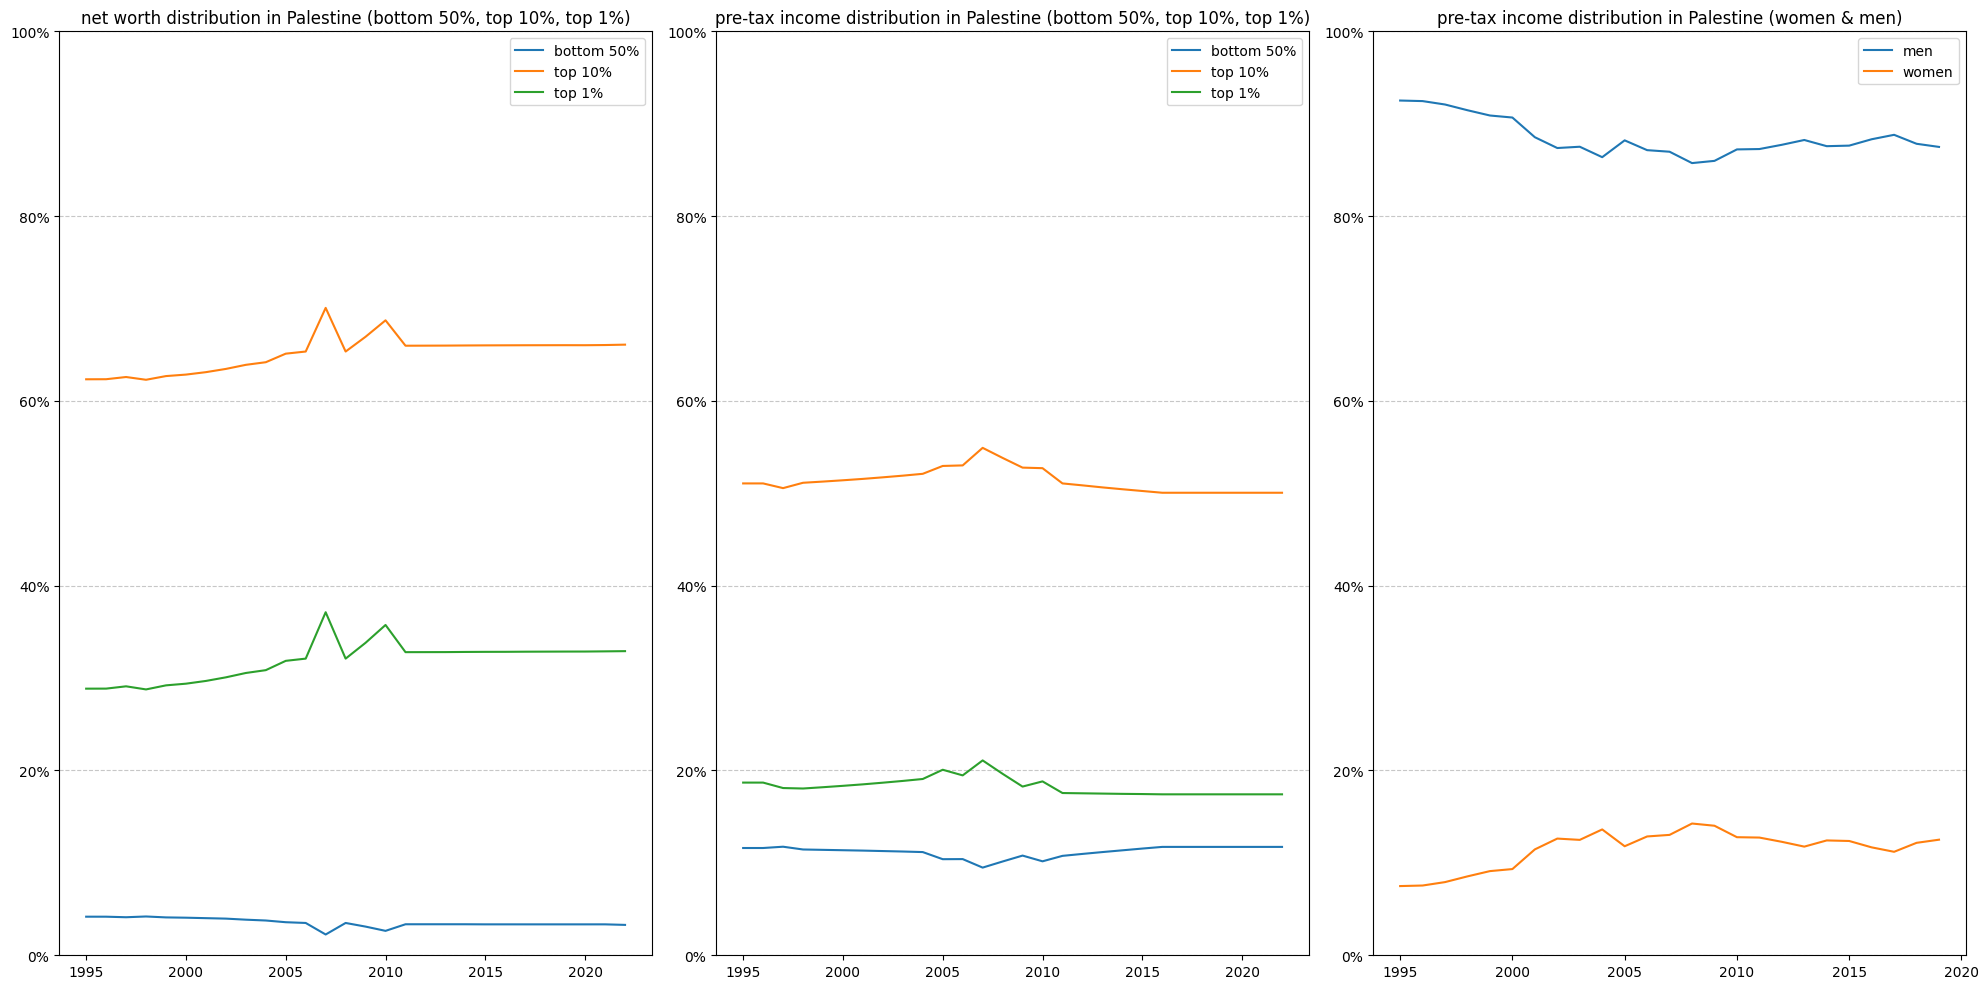 net worth distribution in Palestine (bottom 50%, top 10%, top 1%)
100%
80%
60%
40%
20%
0%
1995 2000 2005 2010 2015 2020
bottom 50%
top 10%
top 1%
pre-tax income distribution in Palestine (bottom 50%, top 10%, top 1%)
100%
80%
60%
40%
20%
0%
1995 2000 2005 2010 2015 2020
bottom 50%
top 10%
top 1%
pre-tax income distribution in Palestine (women & men)
100%
80%
60%
40%
20%
0%
1995 2000 2005 2010 2015 2020
men
women